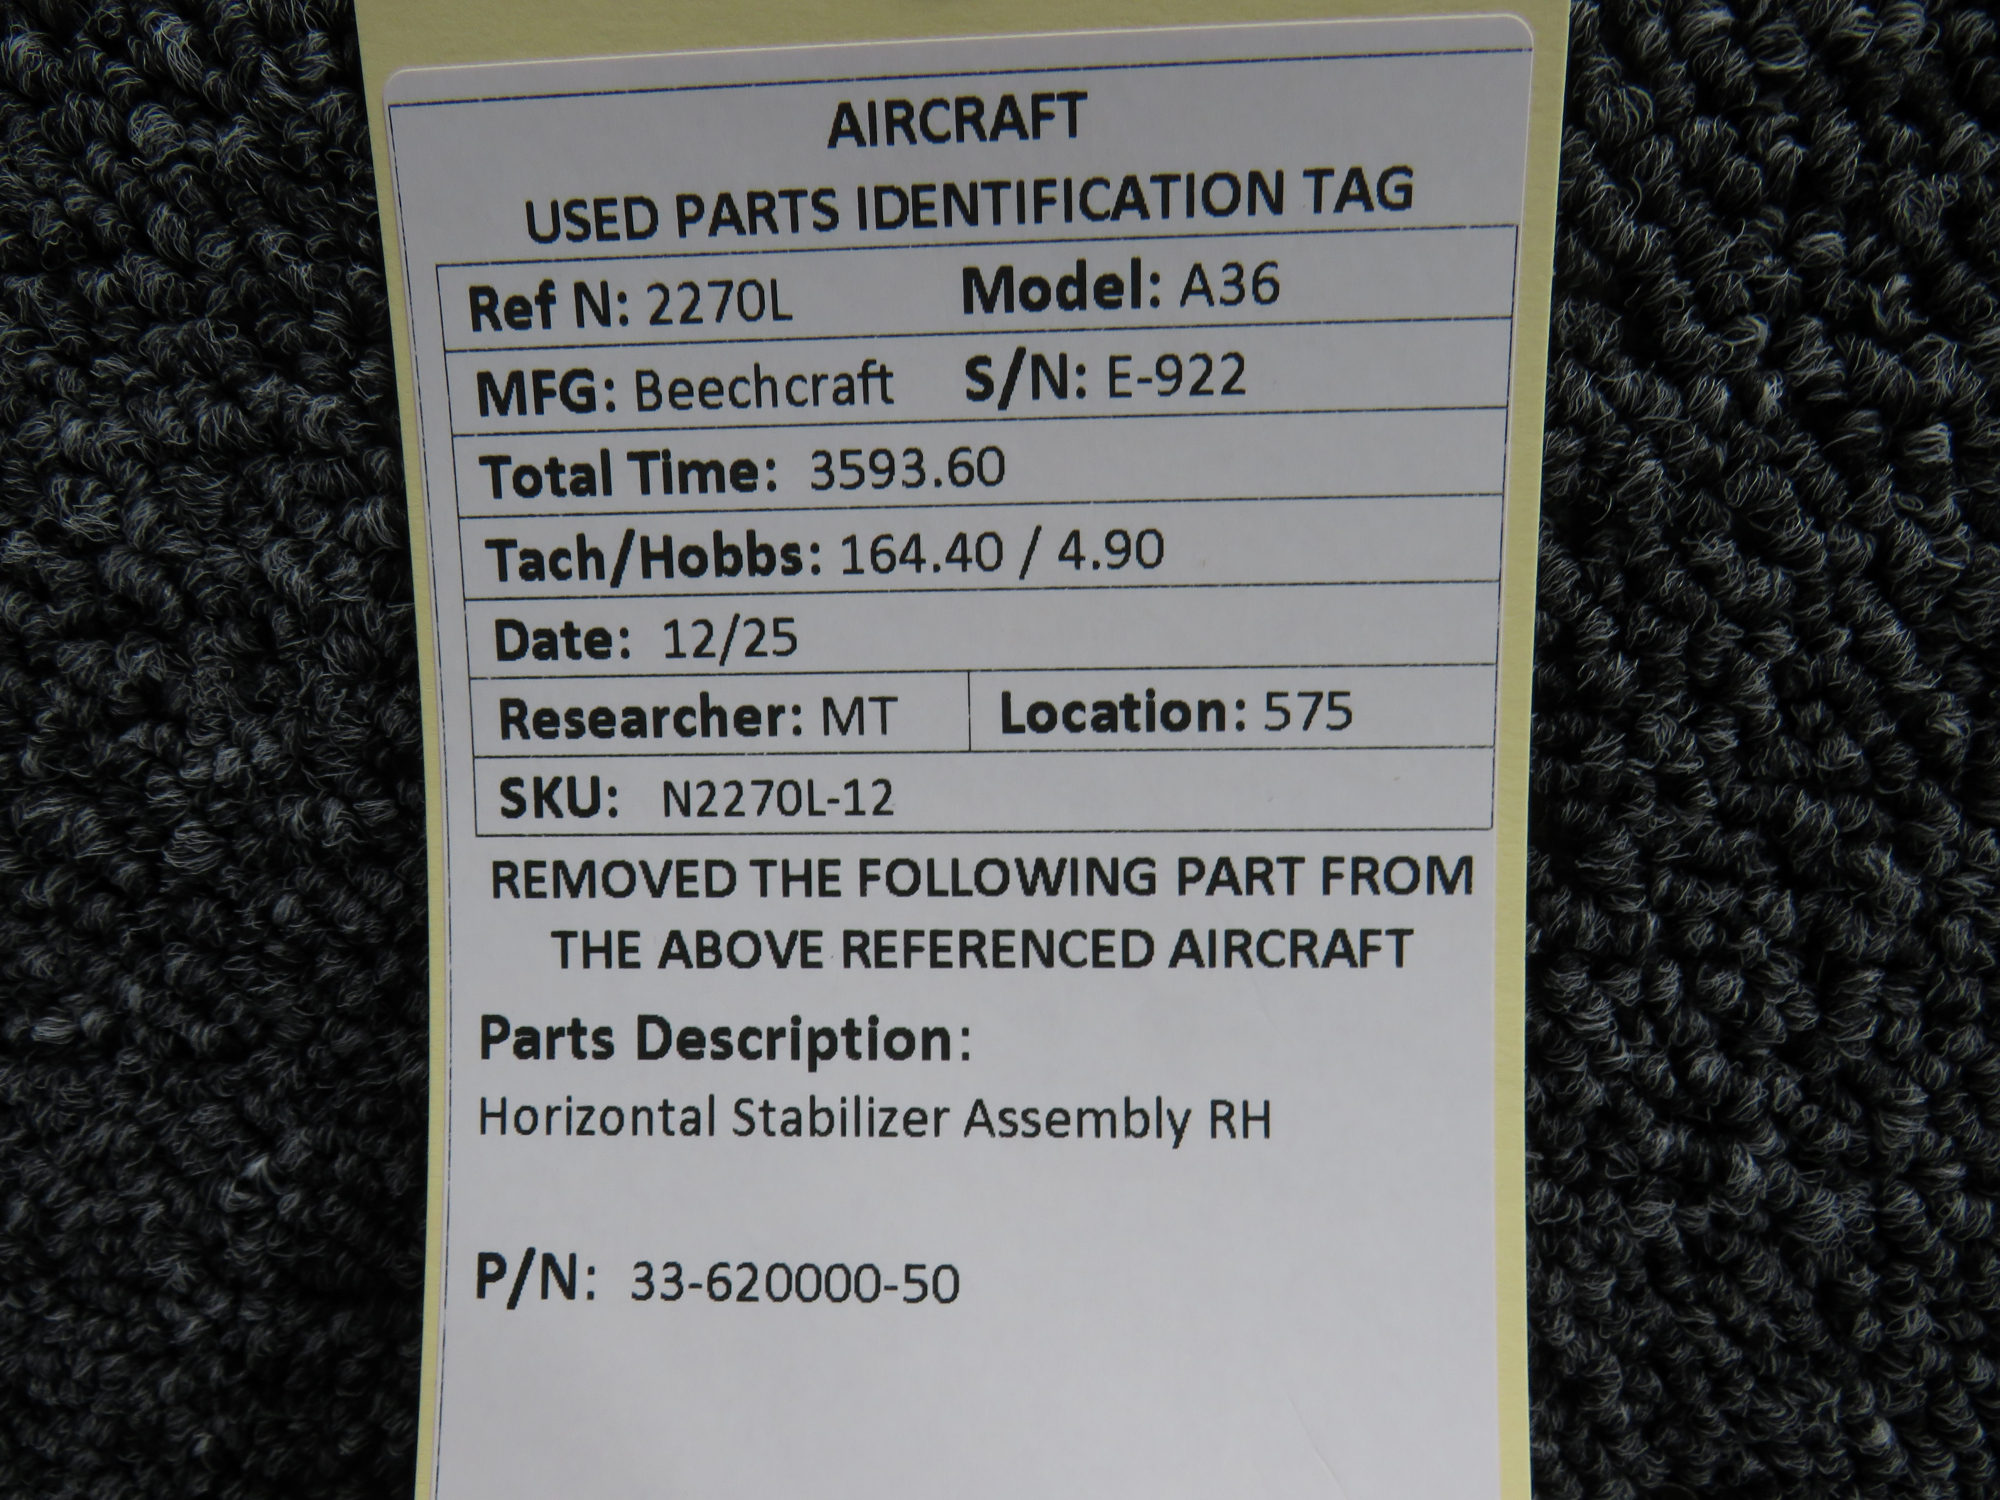 AIRCRAFT
USED PARTS IDENTIFICATION TAG
Ref N: 2270L Model: A36
MFG: Beechcraft S/N: E-922
Total Time: 3593.60
Tach/Hobbs: 164.40 / 4.90
Date: 12/25
Researcher: MT Location: 575
SKU: N2270L-12
REMOVED THE FOLLOWING PART FROM
THE ABOVE REFERENCED AIRCRAFT
Parts Description:
Horizontal Stabilizer Assembly RH
P/N: 33-620000-50